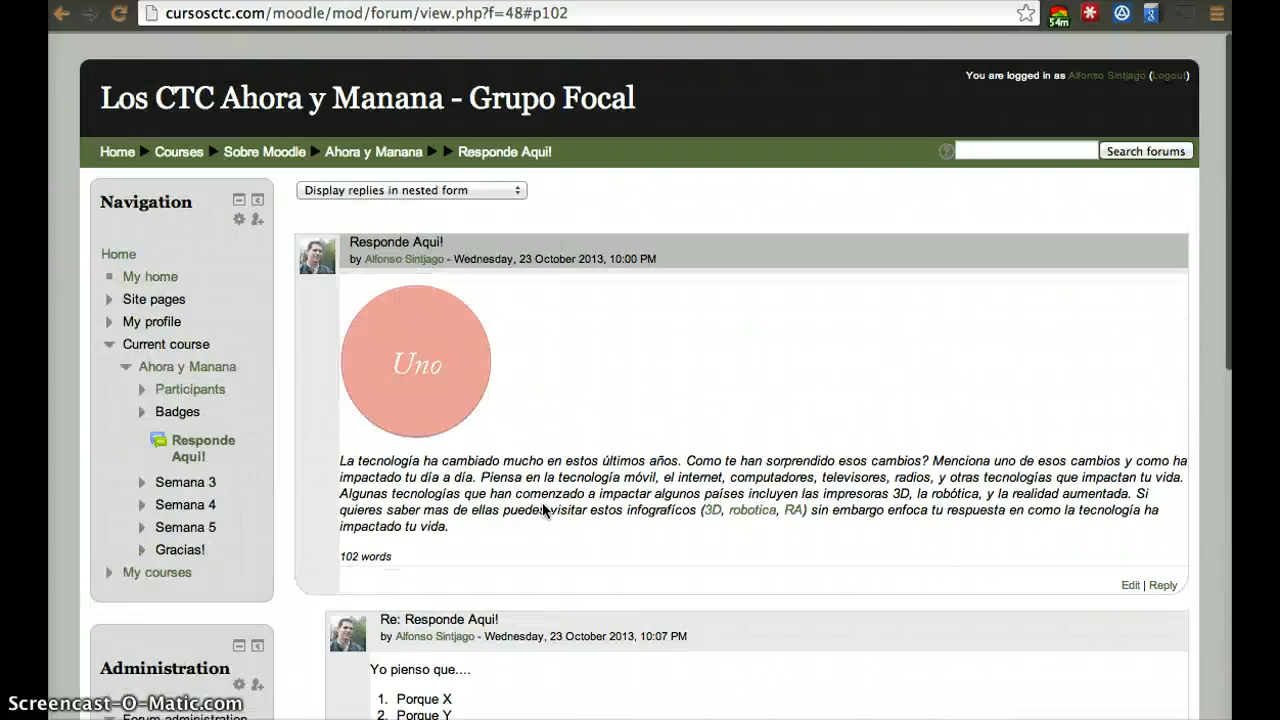 cursosctc.com/moodle/mod/forum/view.php?f=48#p102
54m
You are logged in as Alfonso Sintjago (Logout)
Los CTC Ahora y Manana - Grupo Focal
Home ▶ Courses ▶ Sobre Moodle ▶ Ahora y Manana ▶ ▶ Responde Aqui!
Search forums
Navigation
Home
My home
Site pages
My profile
Current course
Ahora y Manana
Participants
Badges
Responde
Aqui!
Semana 3
Semana 4
Semana 5
Gracias!
My courses
Administration
Forum administration
Display replies in nested form
Responde Aqui!
by Alfonso Sintjago - Wednesday, 23 October 2013, 10:00 PM
Uno
La tecnología ha cambiado mucho en estos últimos años. Como te han sorprendido esos cambios? Menciona uno de esos cambios y como ha
impactado tu día a día. Piensa en la tecnología móvil, el internet, computadores, televisores, radios, y otras tecnologías que impactan tu vida.
Algunas tecnologías que han comenzado a impactar algunos países incluyen las impresoras 3D, la robótica, y la realidad aumentada. Si
quieres saber mas de ellas puedes visitar estos infografícos (3D, robotica, RA) sin embargo enfoca tu respuesta en como la tecnología ha
impactado tu vida.
102 words
Edit | Reply
Re: Responde Aqui!
by Alfonso Sintjago - Wednesday, 23 October 2013, 10:07 PM
Yo pienso que....
1. Porque X
2. Porque Y
Screencast-O-Matic.com